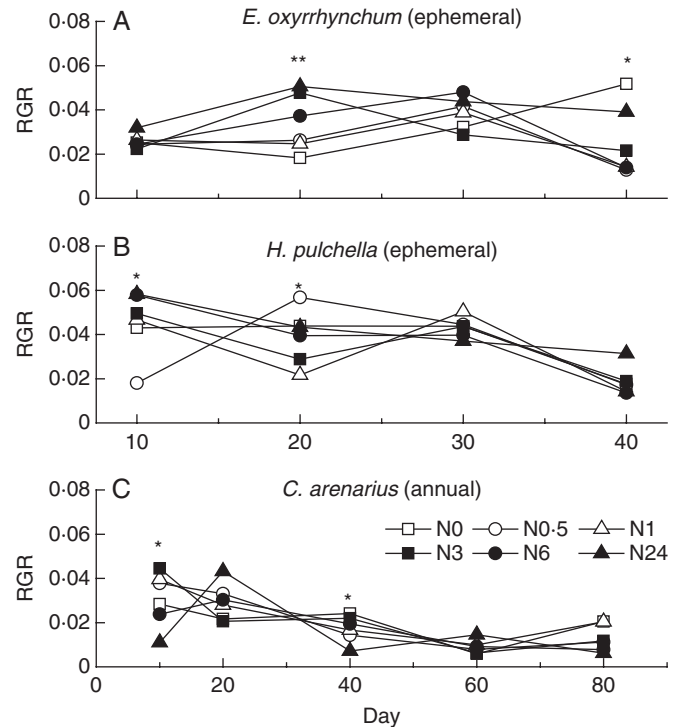 A
E. oxyrrhynchum (ephemeral)
0·08
0·06
0·04
0·02
0
RGR
**
*
B
H. pulchella (ephemeral)
0·08
0·06
0·04
0·02
0
RGR
*
*
10 20 30 40
C
C. arenarius (annual)
0·08
0·06
0·04
0·02
0
RGR
N0 N0·5 N1
N3 N6 N24
*
*
0 20 40 60 80
Day